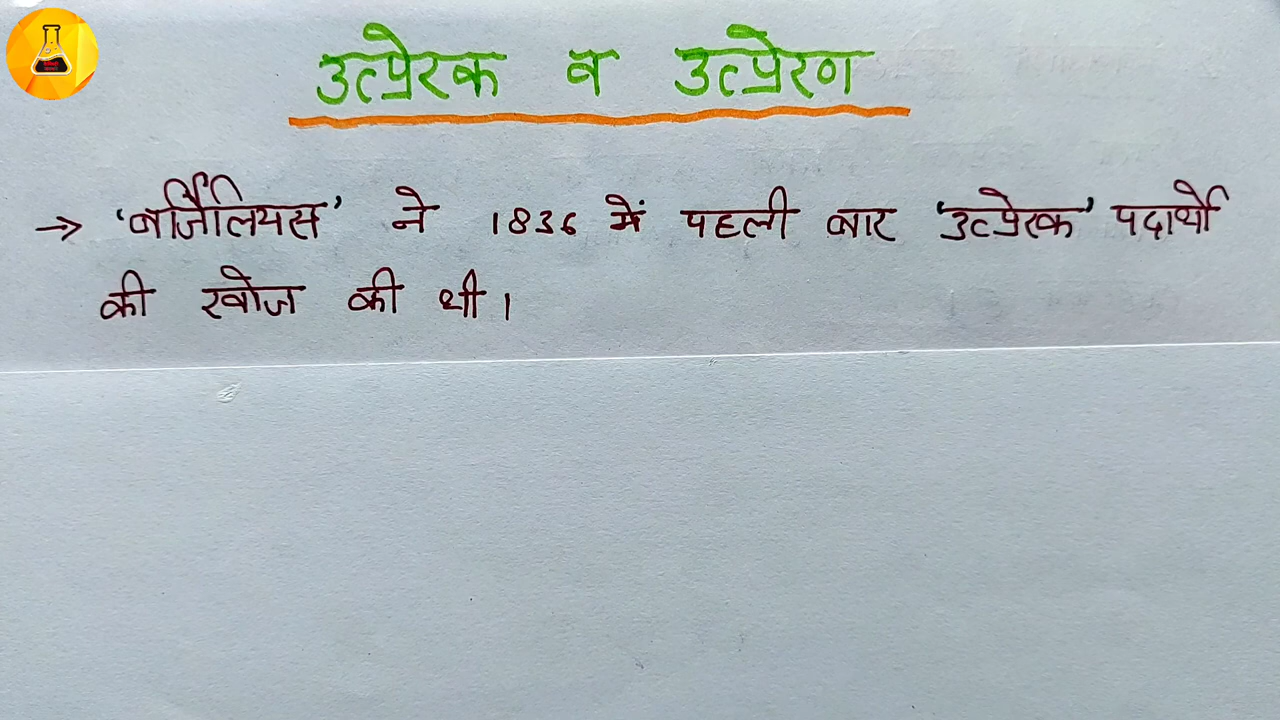 उत्प्रेरक व उत्प्रेरण
→ 'बर्जिलियस' ने 1836 में पहली बार 'उत्प्रेरक' पदार्थो
की खोज की थी।